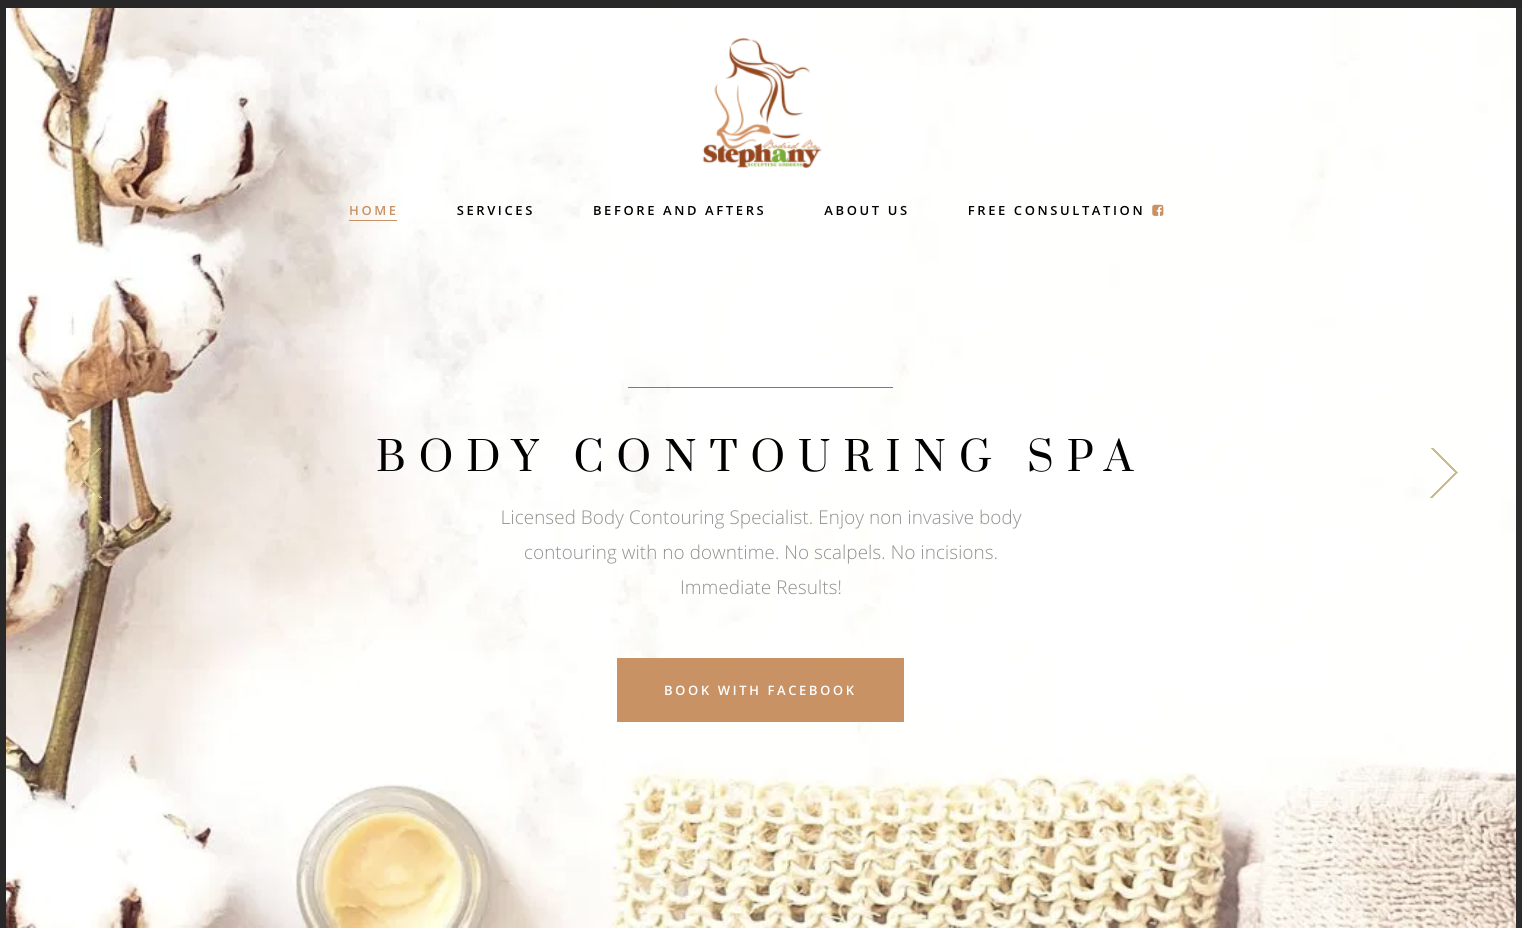 Stephany
HOME SERVICES BEFORE AND AFTERS ABOUT US FREE CONSULTATION
BODY CONTOURING SPA
Licensed Body Contouring Specialist. Enjoy non invasive body
contouring with no downtime. No scalpels. No incisions.
Immediate Results!
BOOK WITH FACEBOOK